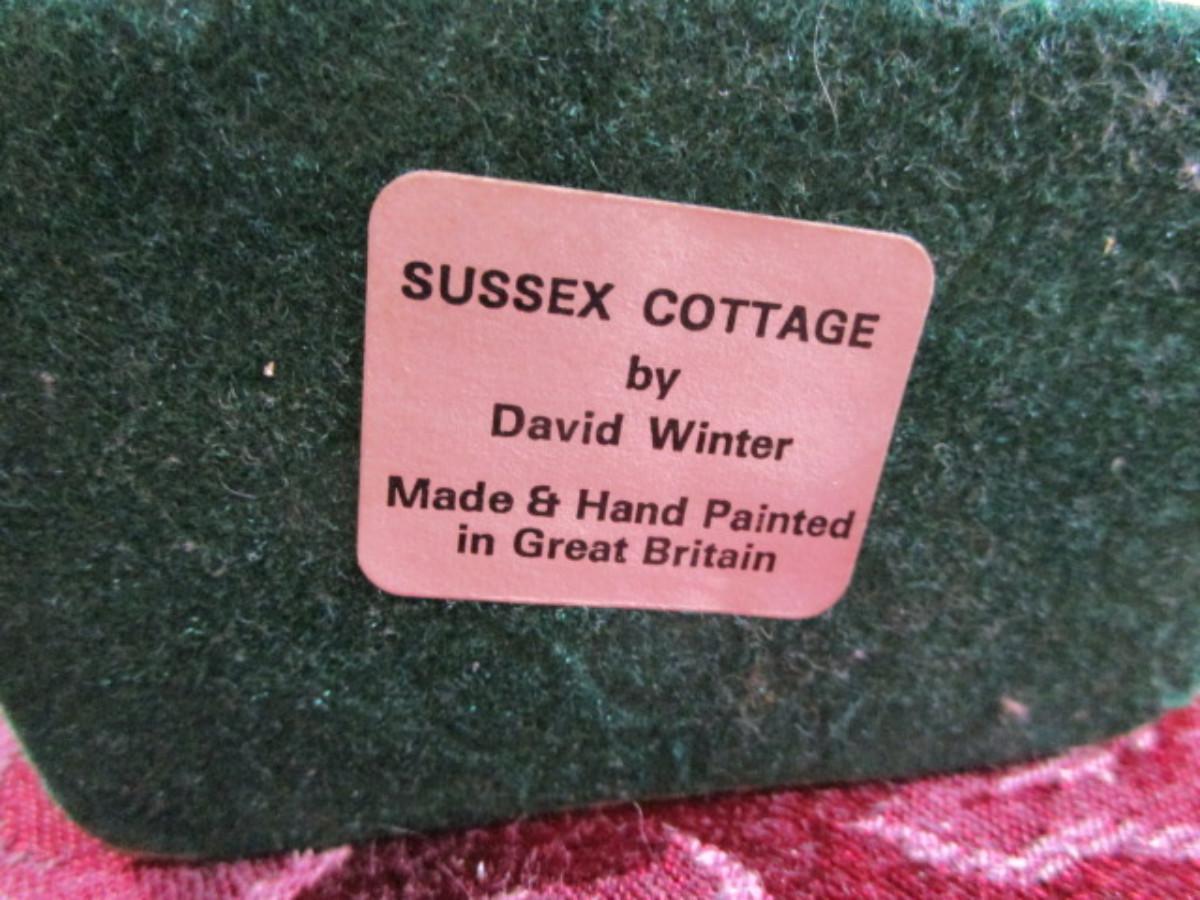 SUSSEX COTTAGE
by
David Winter
Made & Hand Painted
in Great Britain